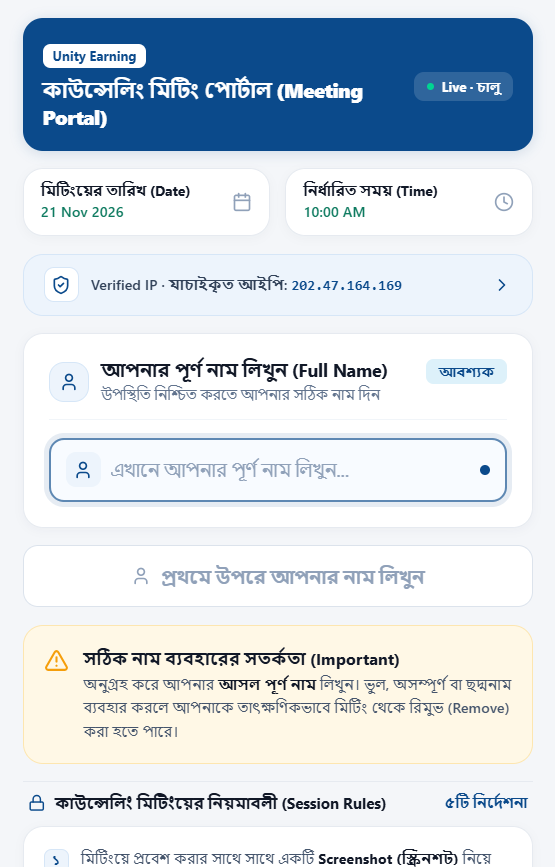 Unity Earning
কাউন্সেলিং মিটিং পোর্টাল (Meeting
Portal)
Live · চালু
মিটিংয়ের তারিখ (Date)
21 Nov 2026
নির্ধারিত সময় (Time)
10:00 AM
Verified IP · যাচাইকৃত আইপি: 202.47.164.169
আপনার পূর্ণ নাম লিখুন (Full Name)
আবশ্যক
উপস্থিতি নিশ্চিত করতে আপনার সঠিক নাম দিন
এখানে আপনার পূর্ণ নাম লিখুন...
প্রথমে উপরে আপনার নাম লিখুন
সঠিক নাম ব্যবহারের সতর্কতা (Important)
অনুগ্রহ করে আপনার আসল পূর্ণ নাম লিখুন। ভুল, অসম্পূর্ণ বা ছদ্মনাম
ব্যবহার করলে আপনাকে তাৎক্ষণিকভাবে মিটিং থেকে রিমুভ (Remove)
করা হতে পারে।
কাউন্সেলিং মিটিংয়ের নিয়মাবলী (Session Rules)
৫টি নির্দেশনা
১
মিটিংয়ে প্রবেশ করার সাথে সাথে একটি Screenshot (স্ক্রিনশট) নিয়ে